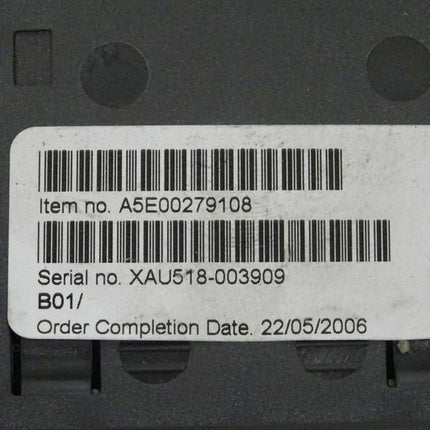 Item no. A5E00279108
Serial no. XAU518-003909
B01/
Order Completion Date. 22/05/2006